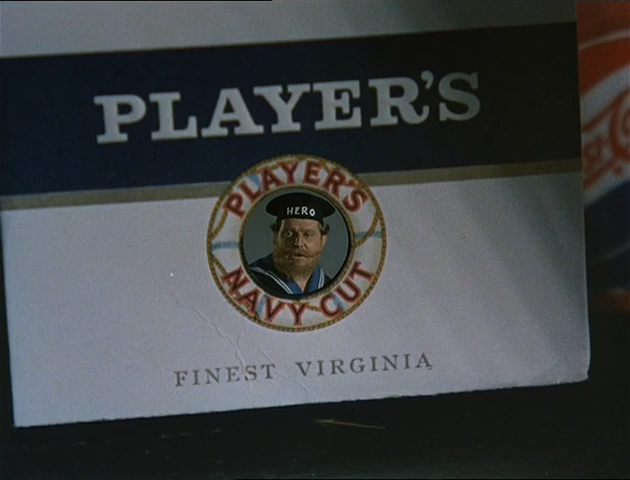 PLAYER'S
PLAYER'S
HERO
NAVY CUT
FINEST VIRGINIA